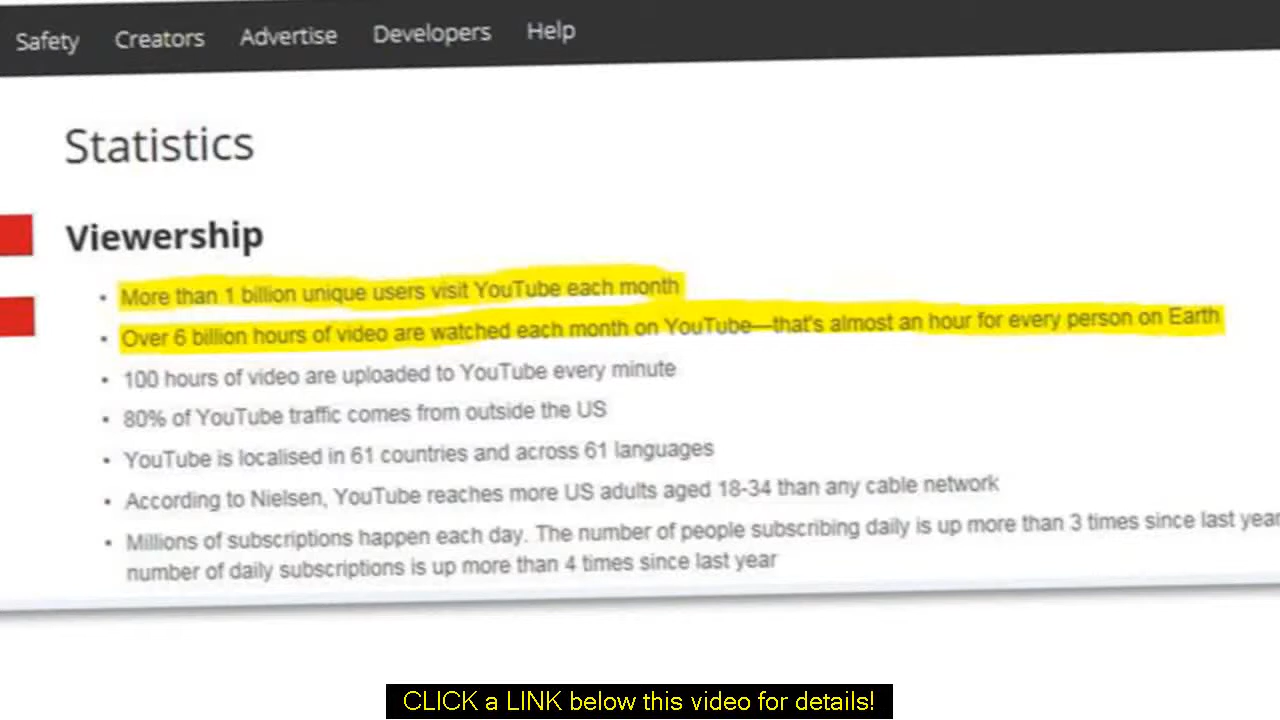 Safety Creators Advertise Developers Help
Statistics
Viewership
• More than 1 billion unique users visit YouTube each month
• Over 6 billion hours of video are watched each month on YouTube—that's almost an hour for every person on Earth
• 100 hours of video are uploaded to YouTube every minute
• 80% of YouTube traffic comes from outside the US
• YouTube is localised in 61 countries and across 61 languages
• According to Nielsen, YouTube reaches more US adults aged 18-34 than any cable network
• Millions of subscriptions happen each day. The number of people subscribing daily is up more than 3 times since last year
number of daily subscriptions is up more than 4 times since last year
CLICK a LINK below this video for details!